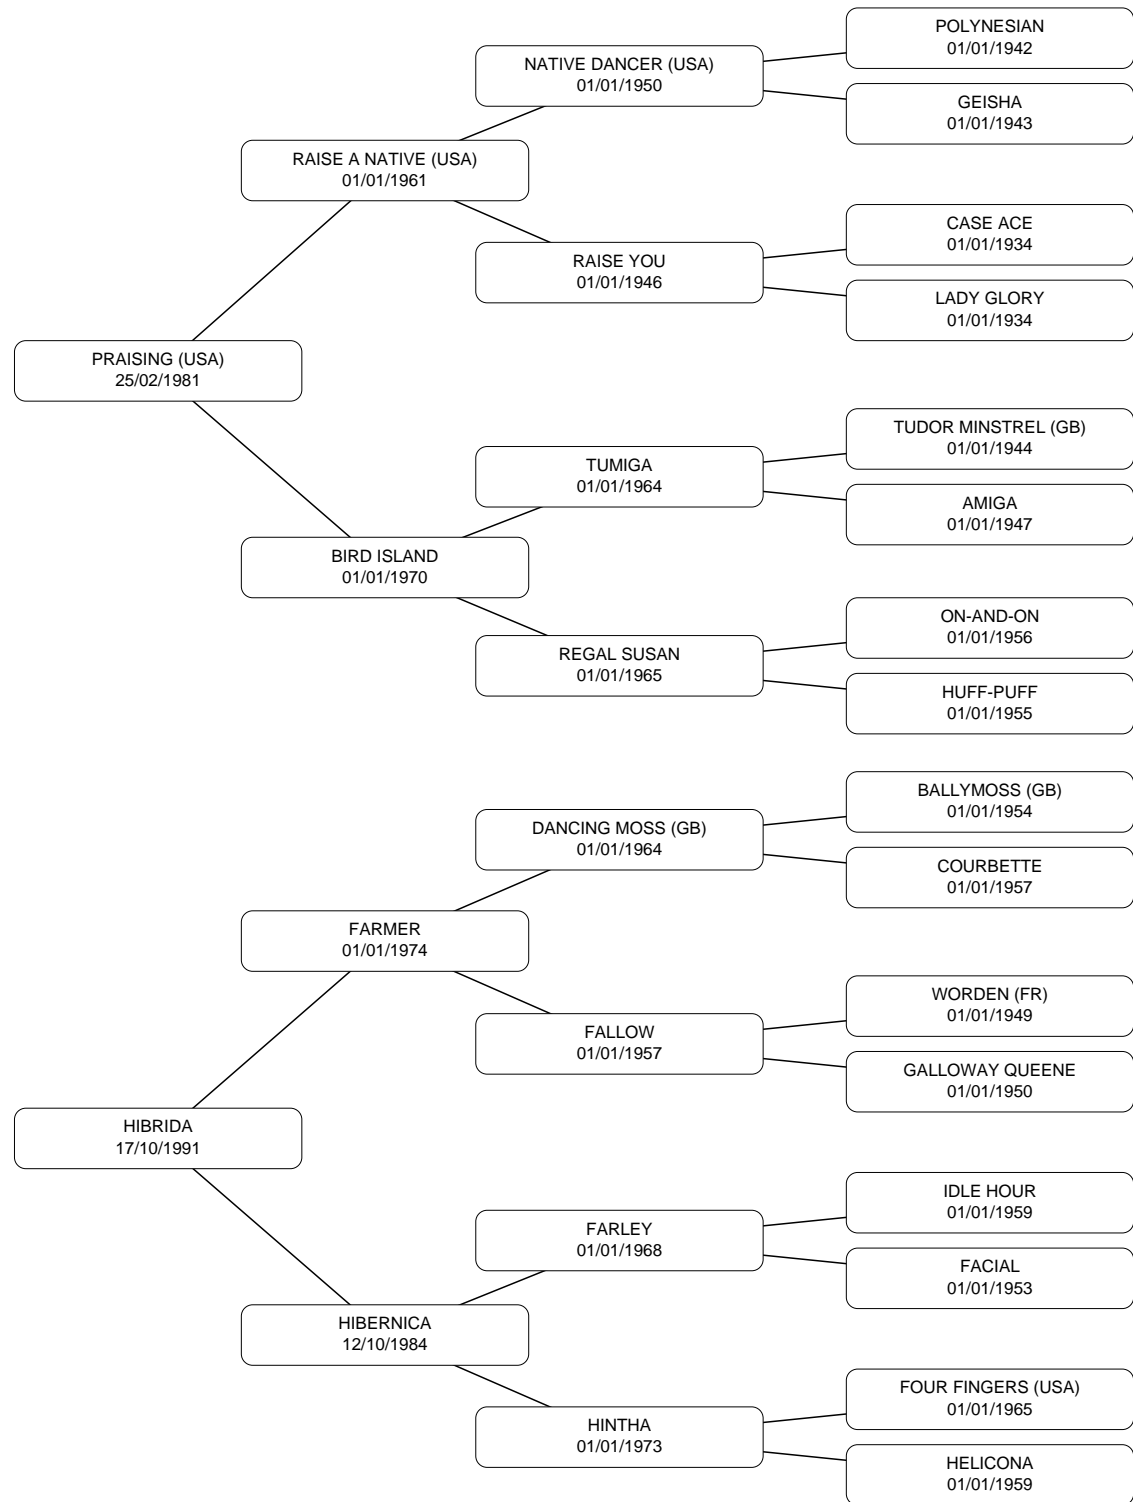 POLYNESIAN
01/01/1942
NATIVE DANCER (USA)
01/01/1950
GEISHA
01/01/1943
RAISE A NATIVE (USA)
01/01/1961
CASE ACE
01/01/1934
RAISE YOU
01/01/1946
LADY GLORY
01/01/1934
PRAISING (USA)
25/02/1981
TUDOR MINSTREL (GB)
01/01/1944
TUMIGA
01/01/1964
AMIGA
01/01/1947
BIRD ISLAND
01/01/1970
ON-AND-ON
01/01/1956
REGAL SUSAN
01/01/1965
HUFF-PUFF
01/01/1955
BALLYMOSS (GB)
01/01/1954
DANCING MOSS (GB)
01/01/1964
COURBETTE
01/01/1957
FARMER
01/01/1974
WORDEN (FR)
01/01/1949
FALLOW
01/01/1957
GALLOWAY QUEENE
01/01/1950
HIBRIDA
17/10/1991
IDLE HOUR
01/01/1959
FARLEY
01/01/1968
FACIAL
01/01/1953
HIBERNICA
12/10/1984
FOUR FINGERS (USA)
01/01/1965
HINTHA
01/01/1973
HELICONA
01/01/1959